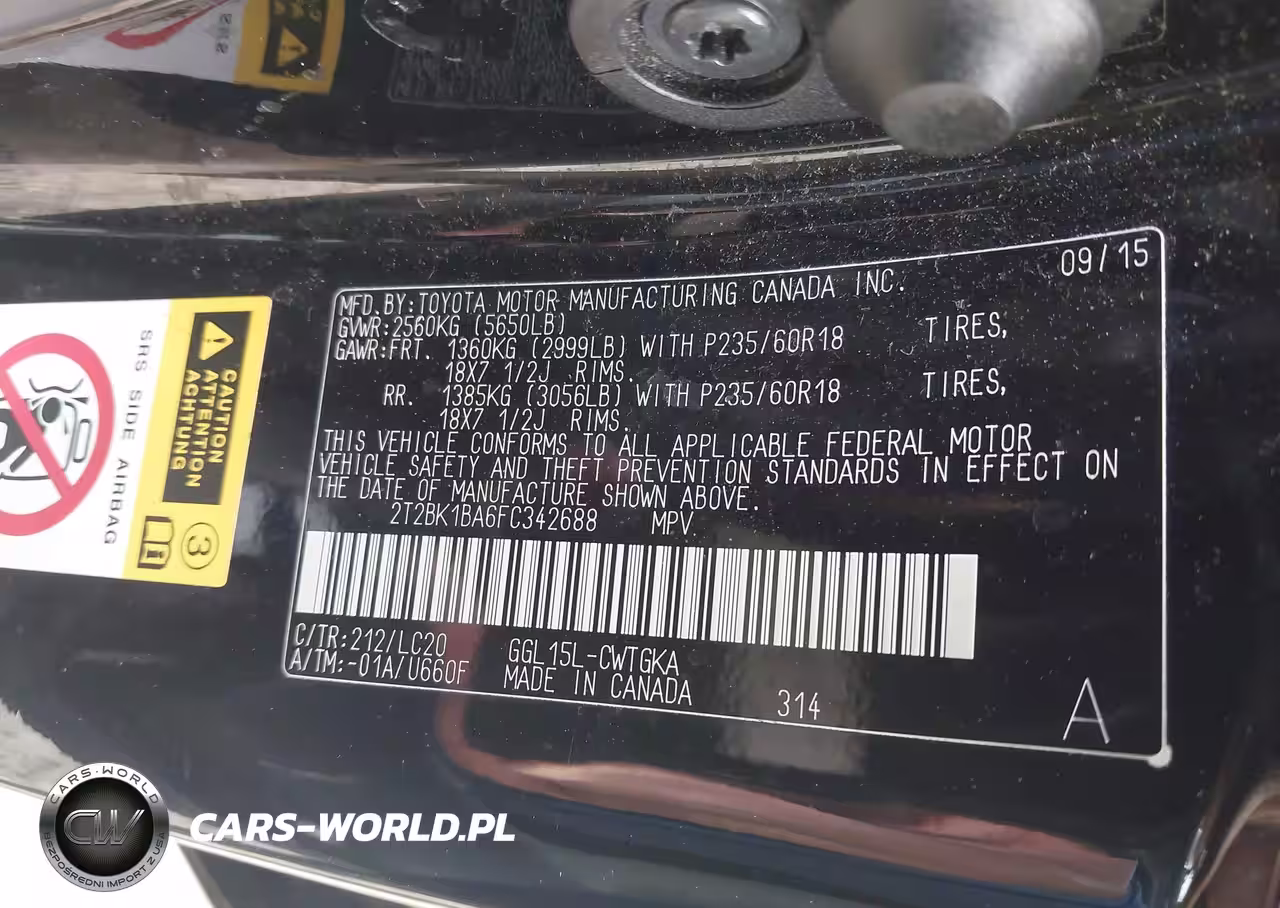 09/15
MFD.BY:TOYOTA MOTOR MANUFACTURING CANADA INC.
GVWR:2560KG (5650LB)
GAWR:FRT. 1360KG (2999LB) WITH P235/60R18 TIRES,
18X7 1/2J RIMS.
RR. 1385KG (3056LB) WITH P235/60R18 TIRES,
18X7 1/2J RIMS.
THIS VEHICLE CONFORMS TO ALL APPLICABLE FEDERAL MOTOR
VEHICLE SAFETY AND THEFT PREVENTION STANDARDS IN EFFECT ON
THE DATE OF MANUFACTURE SHOWN ABOVE.
2T2BK1BA6FC342688 MPV
C/TR:212/LC20 GGL15L-CWTGKA
A/TM:-01A/U660F MADE IN CANADA
314
A
CAUTION
ATTENTION
ACHTUNG
3
SRS SIDE AIRBAG
CARS-WORLD
CW
BEZPOŚREDNI IMPORT Z USA
CARS-WORLD.PL